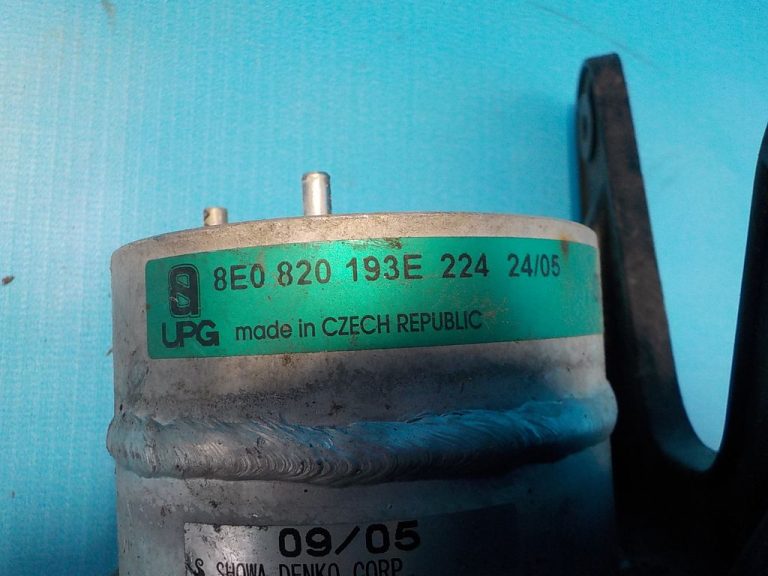 8E0 820 193E 224 24/05
UPG made in CZECH REPUBLIC
09/05
S SHOWA DENKO CORP